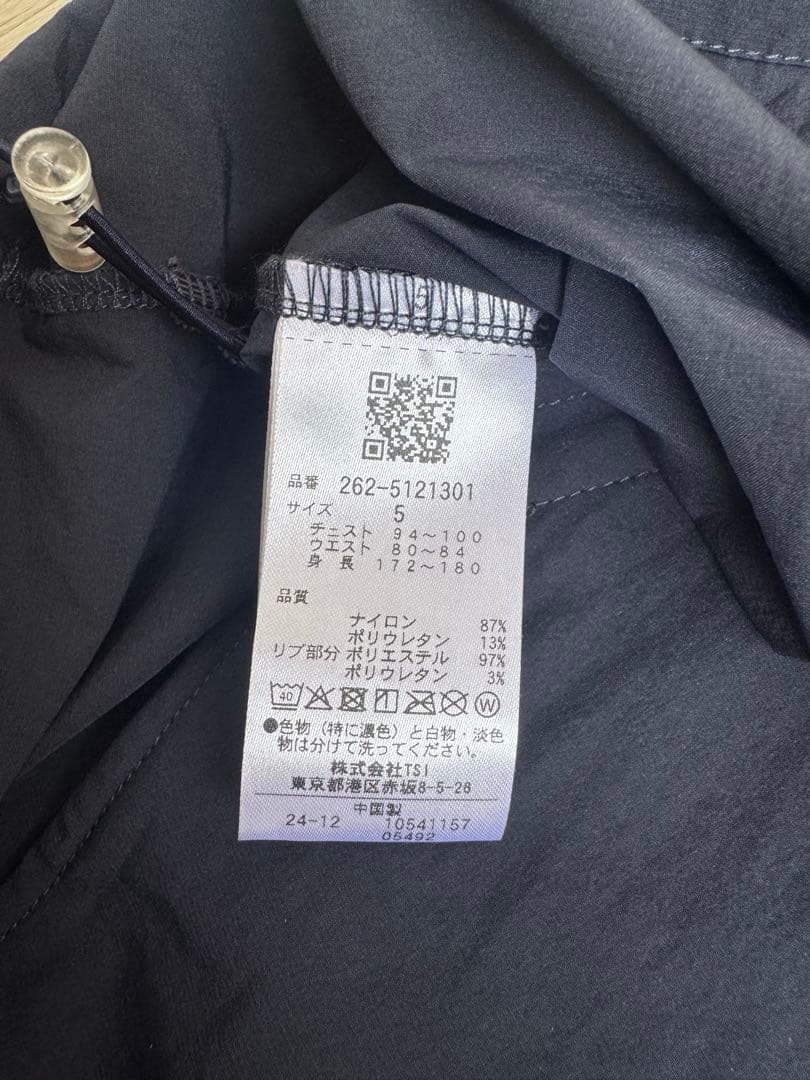 5
品番 262-5121301
サイズ 5
チェスト 94~100
ウエスト 80~84
身 長 172~180
品質
ナイロン 87%
ポリウレタン 13%
リブ部分 ポリエステル 97%
ポリウレタン 3%
40 W
●色物(特に濃色)と白物・淡色
物は分けて洗ってください。
株式会社TSI
東京都港区赤坂8-5-26
中国製
24-12 10541157
05492